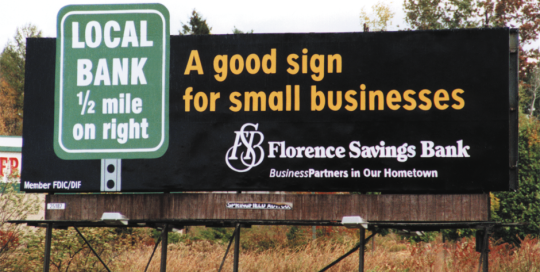 LOCAL
BANK
½ mile
on right
A good sign
for small businesses
FSB Florence Savings Bank
BusinessPartners in Our Hometown
Member FDIC/DIF